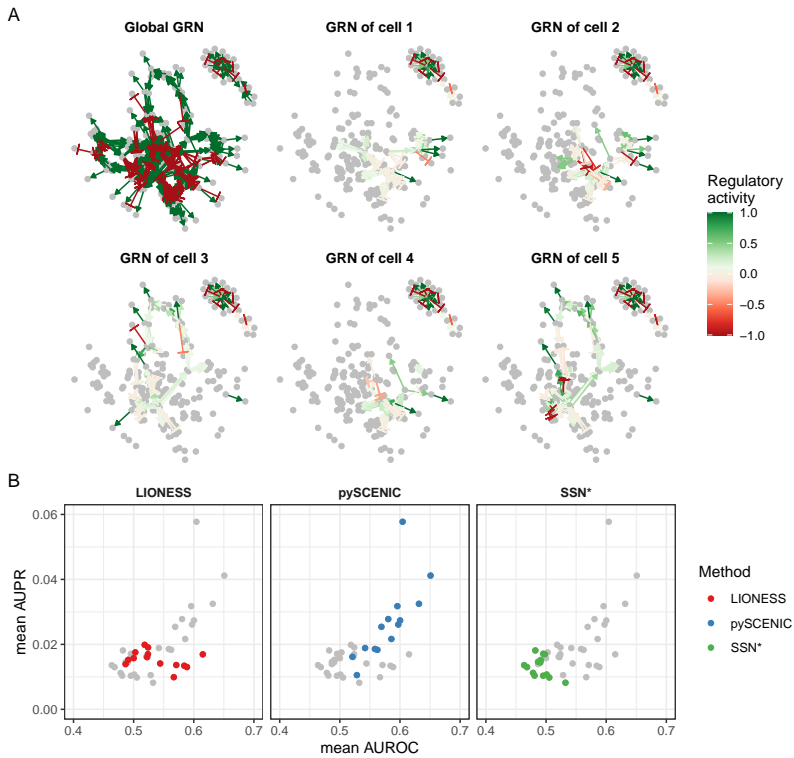 A
Global GRN
GRN of cell 1
GRN of cell 2
Regulatory
activity
1.0
0.5
0.0
−0.5
−1.0
GRN of cell 3
GRN of cell 4
GRN of cell 5
B
LIONESS
pySCENIC
SSN*
mean AUPR
0.06
0.04
0.02
0.00
0.4 0.5 0.6 0.7
0.4 0.5 0.6 0.7
0.4 0.5 0.6 0.7
mean AUROC
Method
LIONESS
pySCENIC
SSN*